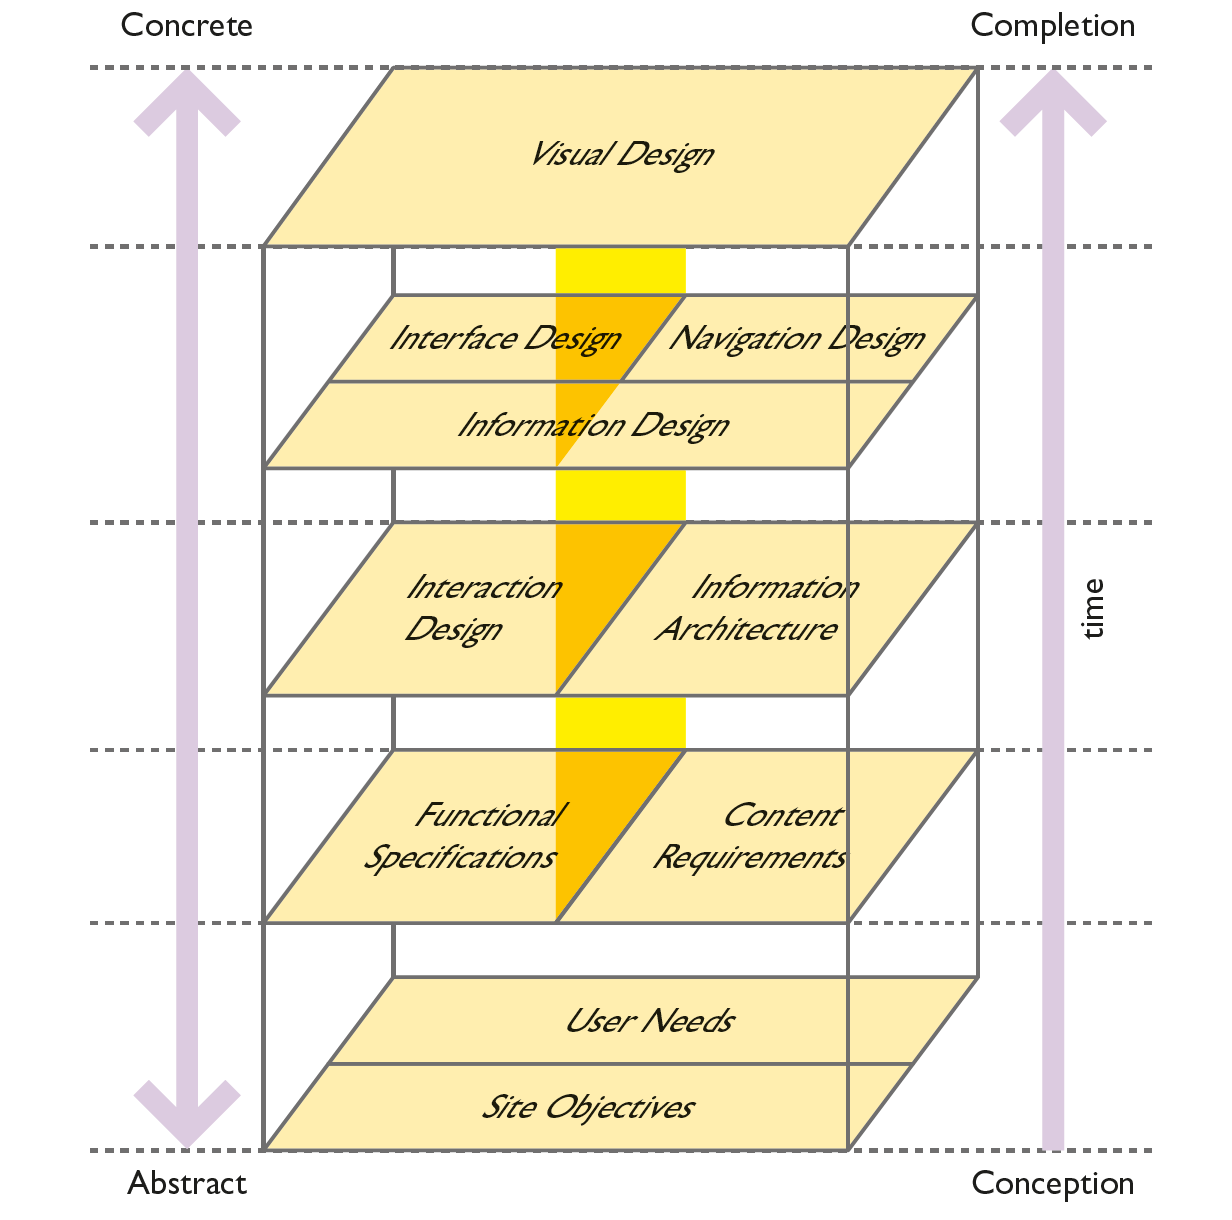 Concrete
Completion
Visual Design
Interface Design
Navigation Design
Information Design
Interaction
Design
Information
Architecture
time
Functional
Specifications
Content
Requirements
User Needs
Site Objectives
Abstract
Conception